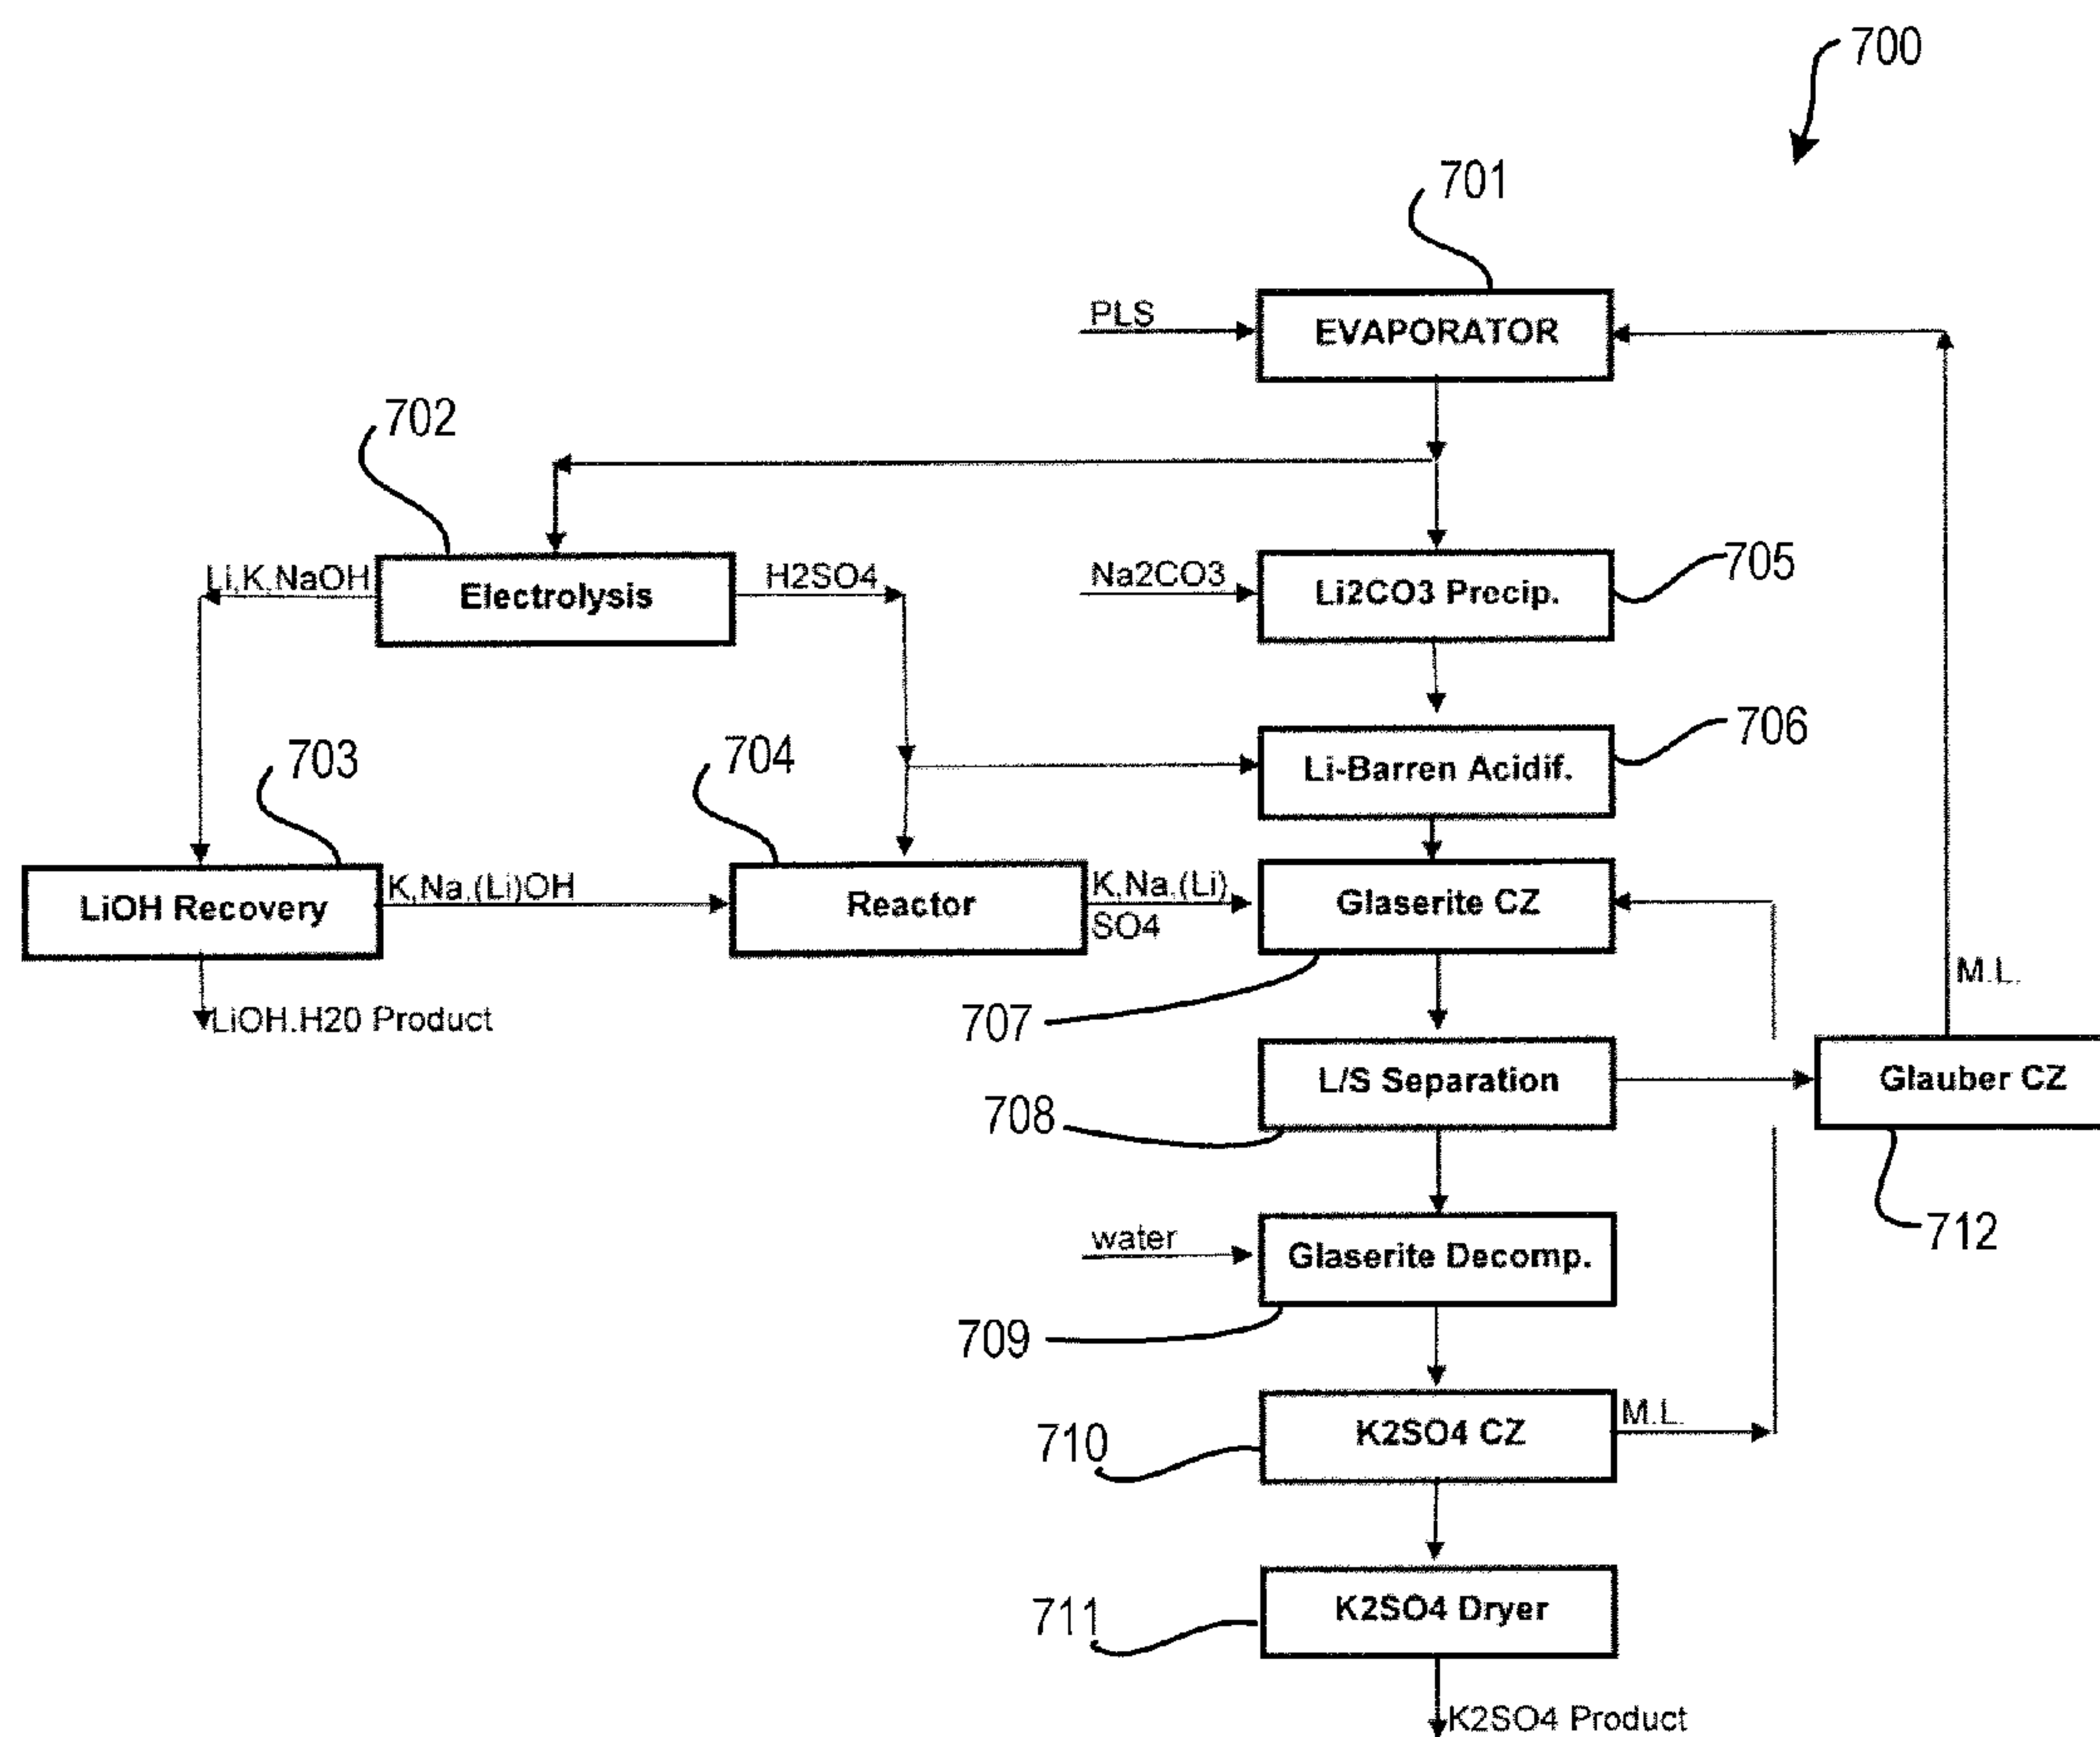 700
701
PLS
EVAPORATOR
702
Li,K,NaOH
Electrolysis
H2SO4
Na2CO3
Li2CO3 Precip.
705
703
704
Li-Barren Acidif.
706
LiOH Recovery
K,Na,(Li)OH
Reactor
K,Na,(Li)
SO4
Glaserite CZ
LiOH.H20 Product
707
M.L.
L/S Separation
Glauber CZ
708
712
water
Glaserite Decomp.
709
K2SO4 CZ
M.L.
710
K2SO4 Dryer
711
K2SO4 Product